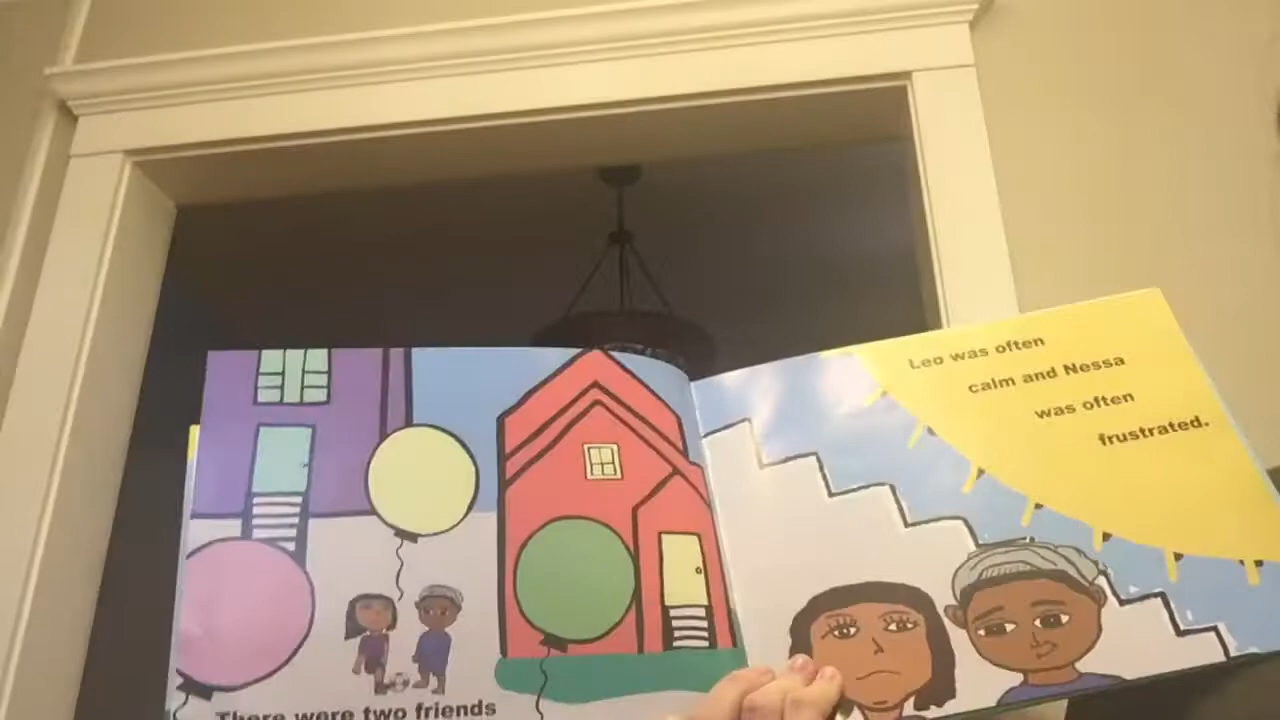 There were two friends
Leo was often
calm and Nessa
was often
frustrated.